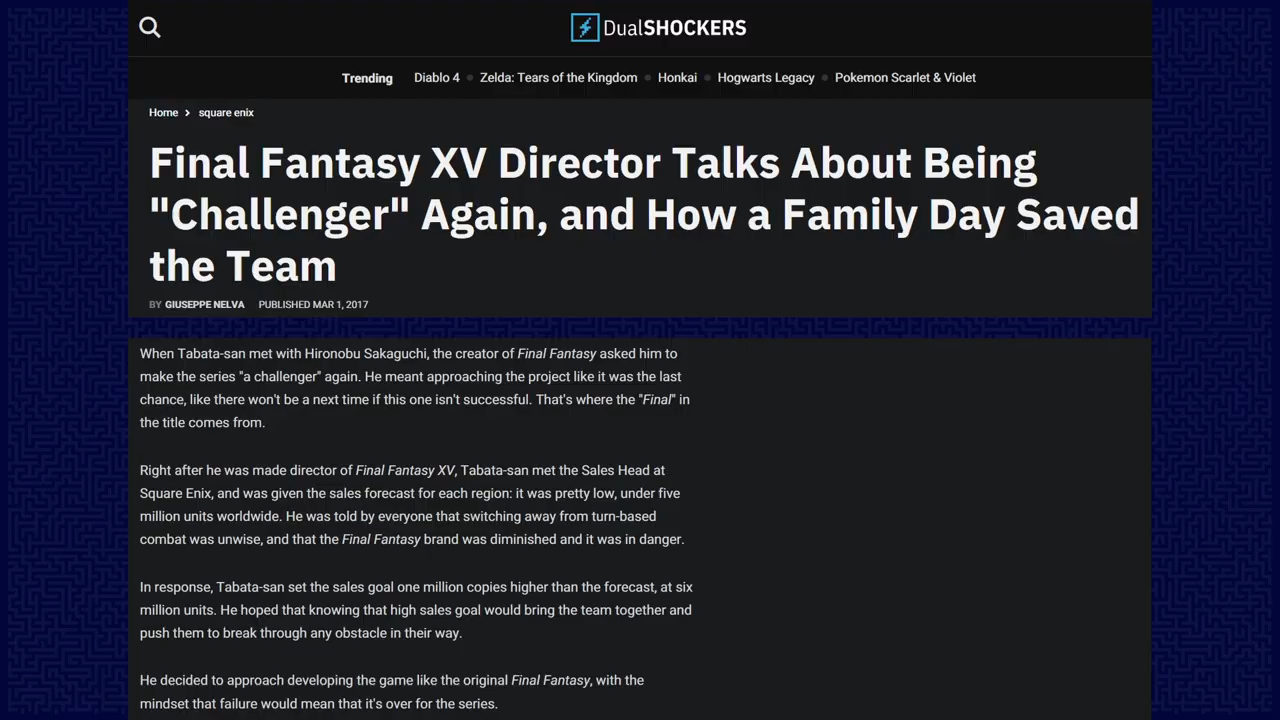 DualSHOCKERS
Trending Diablo 4 Zelda: Tears of the Kingdom Honkai Hogwarts Legacy Pokemon Scarlet & Violet
Home > square enix
Final Fantasy XV Director Talks About Being
"Challenger" Again, and How a Family Day Saved
the Team
BY GIUSEPPE NELVA PUBLISHED MAR 1, 2017
When Tabata-san met with Hironobu Sakaguchi, the creator of Final Fantasy asked him to
make the series "a challenger" again. He meant approaching the project like it was the last
chance, like there won't be a next time if this one isn't successful. That's where the "Final" in
the title comes from.
Right after he was made director of Final Fantasy XV, Tabata-san met the Sales Head at
Square Enix, and was given the sales forecast for each region: it was pretty low, under five
million units worldwide. He was told by everyone that switching away from turn-based
combat was unwise, and that the Final Fantasy brand was diminished and it was in danger.
In response, Tabata-san set the sales goal one million copies higher than the forecast, at six
million units. He hoped that knowing that high sales goal would bring the team together and
push them to break through any obstacle in their way.
He decided to approach developing the game like the original Final Fantasy, with the
mindset that failure would mean that it's over for the series.